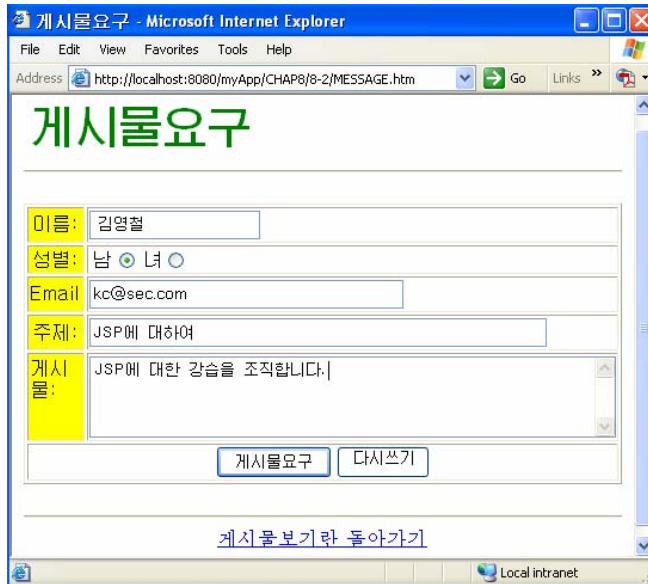 게시물요구 - Microsoft Internet Explorer
File Edit View Favorites Tools Help
Address http://localhost:8080/myApp/CHAP8/8-2/MESSAGE.htm Go Links »
게시물요구
이름: 김영철
성별: 남 녀
Email kc@sec.com
주제: JSP에 대하여
게시
물:
JSP에 대한 강습을 조직합니다.
게시물요구 다시쓰기
게시물보기란 돌아가기
Local intranet